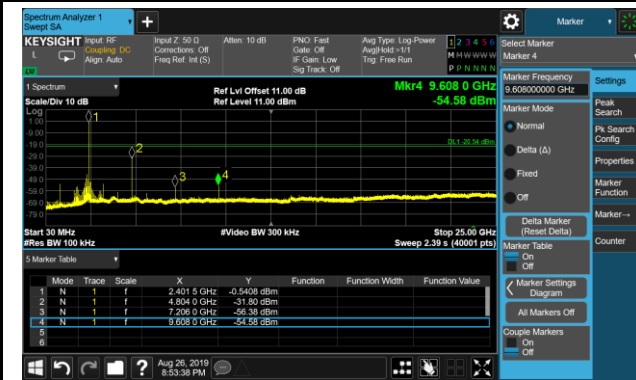 Spectrum Analyzer 1
Swept SA
Marker
KEYSIGHT Input: RF Input Z: 50 Ω Atten: 10 dB PNO: Fast Avg Type: Log-Power 1 2 3 4 5 6
L Coupling: DC Corrections: Off Gate: Off Avg|Hold:>1/1 M W W W W W
Align: Auto Freq Ref: Int (S) IF Gain: Low Trig: Free Run
Sig Track: Off P P N N N N
Select Marker
Marker 4
1 Spectrum
Ref Lvl Offset 11.00 dB
Mkr4 9.608 0 GHz
Scale/Div 10 dB
Ref Level 11.00 dBm
-54.58 dBm
Log
1.00
-9.00
-19.0
-29.0
-39.0
-49.0
-59.0
-69.0
-79.0
1
2
3
4
Start 30 MHz
#Video BW 300 kHz
Stop 25.00 GHz
#Res BW 100 kHz
Sweep 2.39 s (40001 pts)
5 Marker Table
Mode Trace Scale X Y Function Function Width Function Value
1 N 1 f 2.401 5 GHz -0.5408 dBm
2 N 1 f 4.804 0 GHz -31.80 dBm
3 N 1 f 7.206 0 GHz -56.38 dBm
4 N 1 f 9.608 0 GHz -54.58 dBm
5
6
Marker Frequency
9.608000000 GHz
Marker Mode
Normal
Delta (Δ)
Fixed
Off
Delta Marker
(Reset Delta)
Marker Table
On
Off
Marker Settings
Diagram
All Markers Off
Couple Markers
On
Off
Settings
Peak
Search
Pk Search
Config
Properties
Marker
Function
Marker→
Counter
Aug 26, 2019
8:53:38 PM